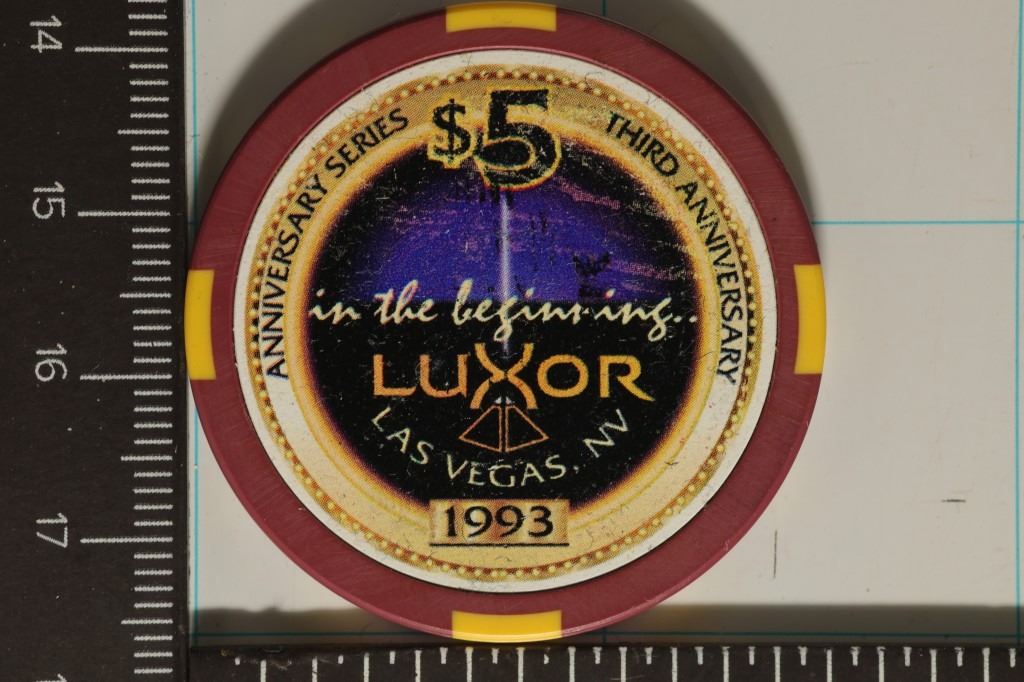 $5
ANNIVERSARY SERIES
THIRD ANNIVERSARY
in the beginning...
LUXOR
LAS VEGAS, NV
1993
14
15
16
17